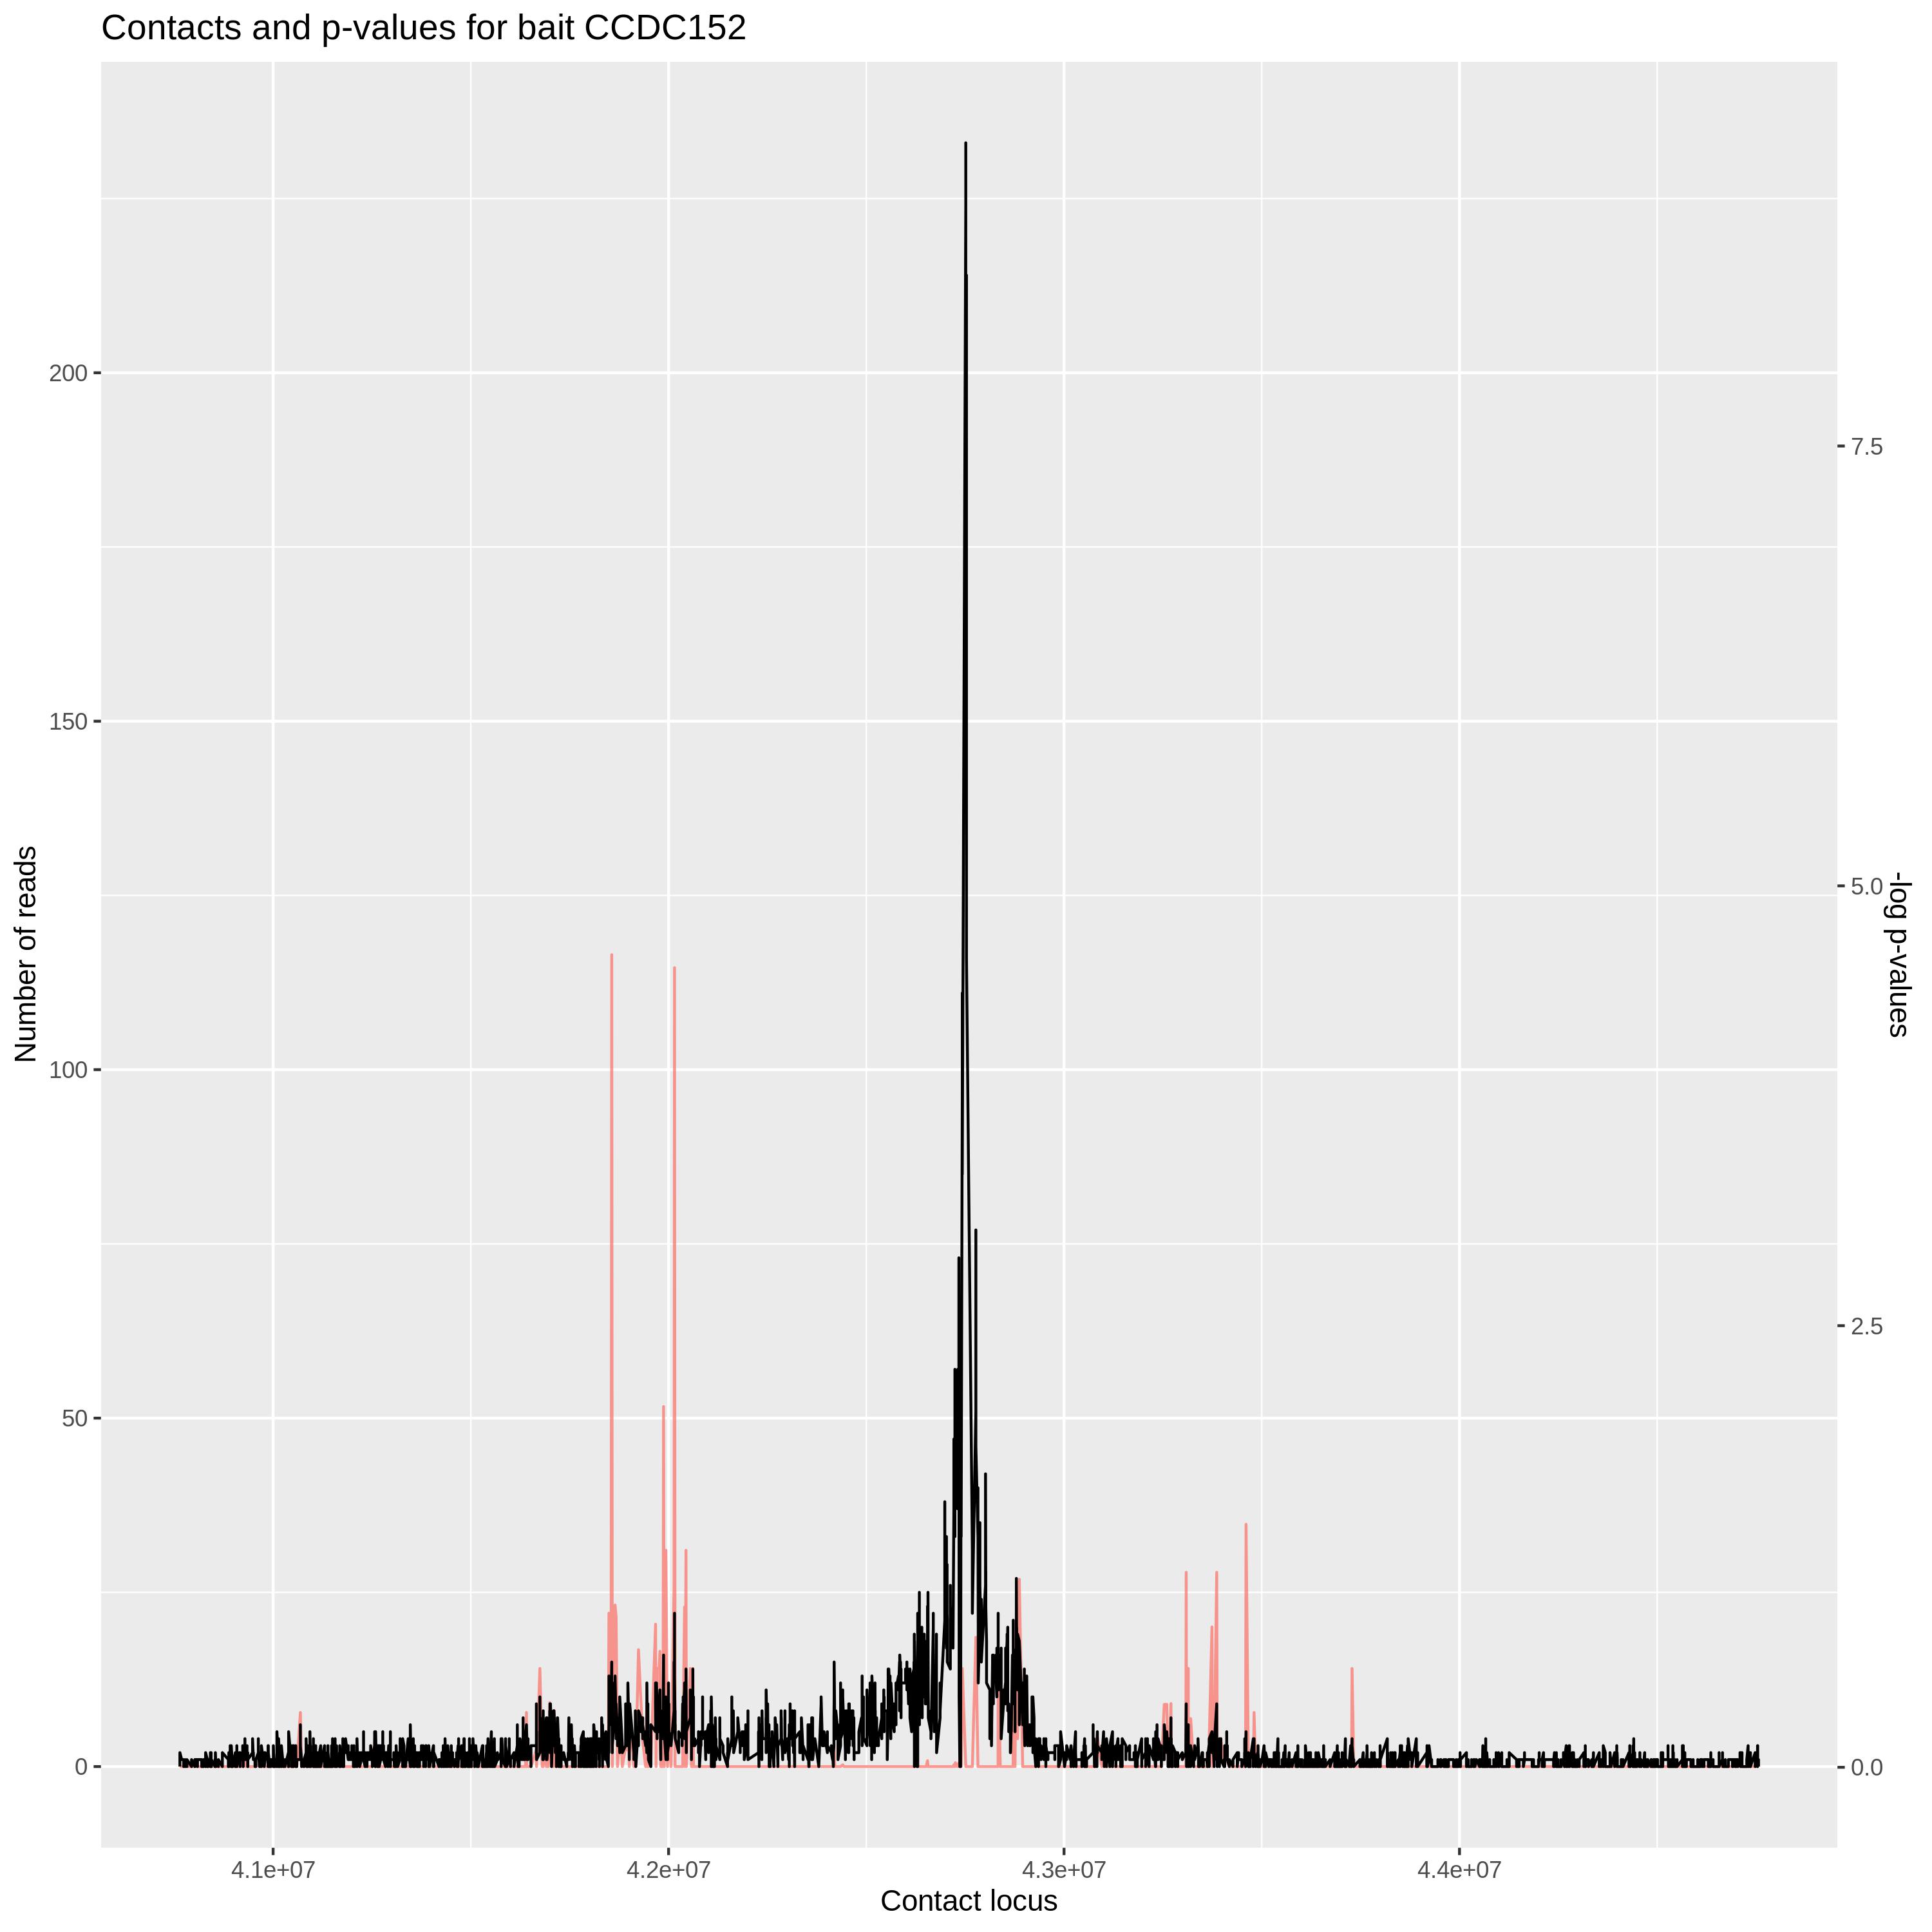 Contacts and p-values for bait CCDC152
Number of reads
200
150
100
50
0
7.5
5.0
2.5
0.0
-log p-values
4.1e+07
4.2e+07
4.3e+07
4.4e+07
Contact locus